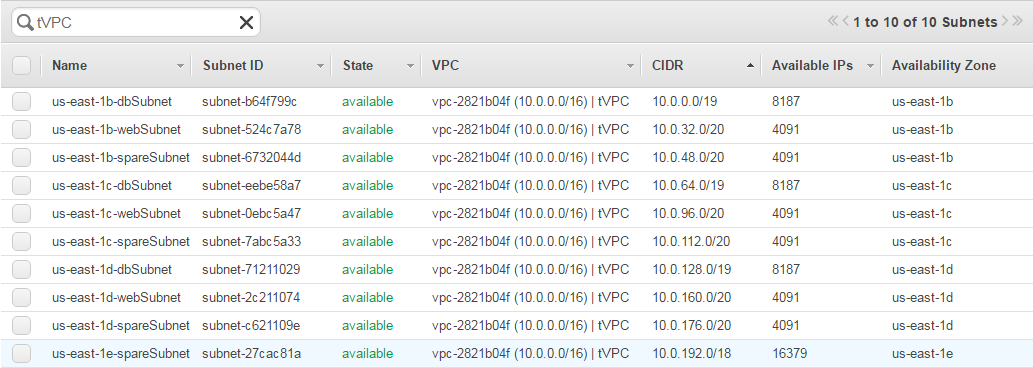 tVPC
1 to 10 of 10 Subnets
Name Subnet ID State VPC CIDR Available IPs Availability Zone
us-east-1b-dbSubnet subnet-b64f799c available vpc-2821b04f (10.0.0.0/16) | tVPC 10.0.0.0/19 8187 us-east-1b
us-east-1b-webSubnet subnet-524c7a78 available vpc-2821b04f (10.0.0.0/16) | tVPC 10.0.32.0/20 4091 us-east-1b
us-east-1b-spareSubnet subnet-6732044d available vpc-2821b04f (10.0.0.0/16) | tVPC 10.0.48.0/20 4091 us-east-1b
us-east-1c-dbSubnet subnet-eebe58a7 available vpc-2821b04f (10.0.0.0/16) | tVPC 10.0.64.0/19 8187 us-east-1c
us-east-1c-webSubnet subnet-0ebc5a47 available vpc-2821b04f (10.0.0.0/16) | tVPC 10.0.96.0/20 4091 us-east-1c
us-east-1c-spareSubnet subnet-7abc5a33 available vpc-2821b04f (10.0.0.0/16) | tVPC 10.0.112.0/20 4091 us-east-1c
us-east-1d-dbSubnet subnet-71211029 available vpc-2821b04f (10.0.0.0/16) | tVPC 10.0.128.0/19 8187 us-east-1d
us-east-1d-webSubnet subnet-2c211074 available vpc-2821b04f (10.0.0.0/16) | tVPC 10.0.160.0/20 4091 us-east-1d
us-east-1d-spareSubnet subnet-c621109e available vpc-2821b04f (10.0.0.0/16) | tVPC 10.0.176.0/20 4091 us-east-1d
us-east-1e-spareSubnet subnet-27cac81a available vpc-2821b04f (10.0.0.0/16) | tVPC 10.0.192.0/18 16379 us-east-1e